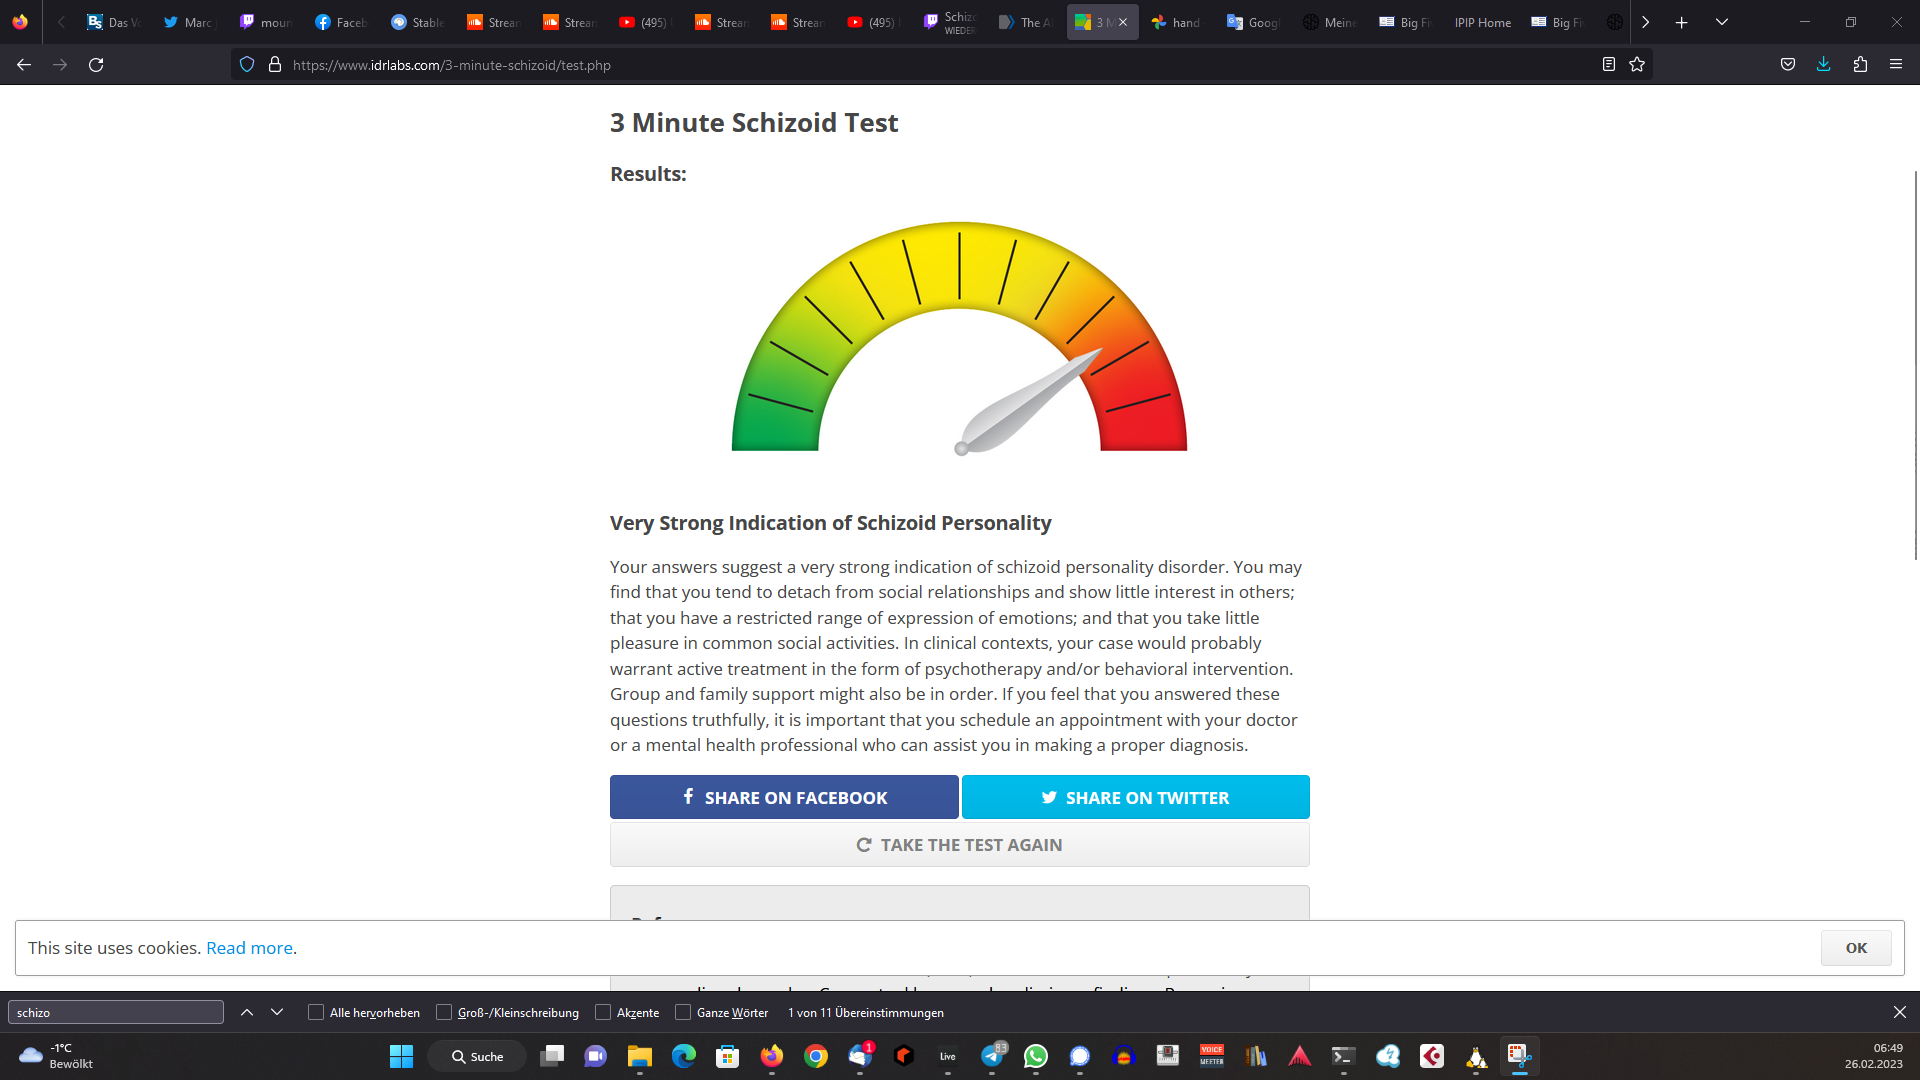 Das V
Marc j
moun
Faceb
Stable
Strean
Strean
(495)
Strean
Strean
(495)
Schizo
WIEDER
The A
3 M
hand
Googl
Meine
Big Fi
IPIP Home
Big Fi
https://www.idrlabs.com/3-minute-schizoid/test.php
3 Minute Schizoid Test
Results:
Very Strong Indication of Schizoid Personality
Your answers suggest a very strong indication of schizoid personality disorder. You may
find that you tend to detach from social relationships and show little interest in others;
that you have a restricted range of expression of emotions; and that you take little
pleasure in common social activities. In clinical contexts, your case would probably
warrant active treatment in the form of psychotherapy and/or behavioral intervention.
Group and family support might also be in order. If you feel that you answered these
questions truthfully, it is important that you schedule an appointment with your doctor
or a mental health professional who can assist you in making a proper diagnosis.
SHARE ON FACEBOOK
SHARE ON TWITTER
TAKE THE TEST AGAIN
This site uses cookies. Read more.
OK
schizo
Alle hervorheben
Groß-/Kleinschreibung
Akzente
Ganze Wörter
1 von 11 Übereinstimmungen
-1°C
Bewölkt
Suche
1
Live
83
VOICE
MEETER
06:49
26.02.2023